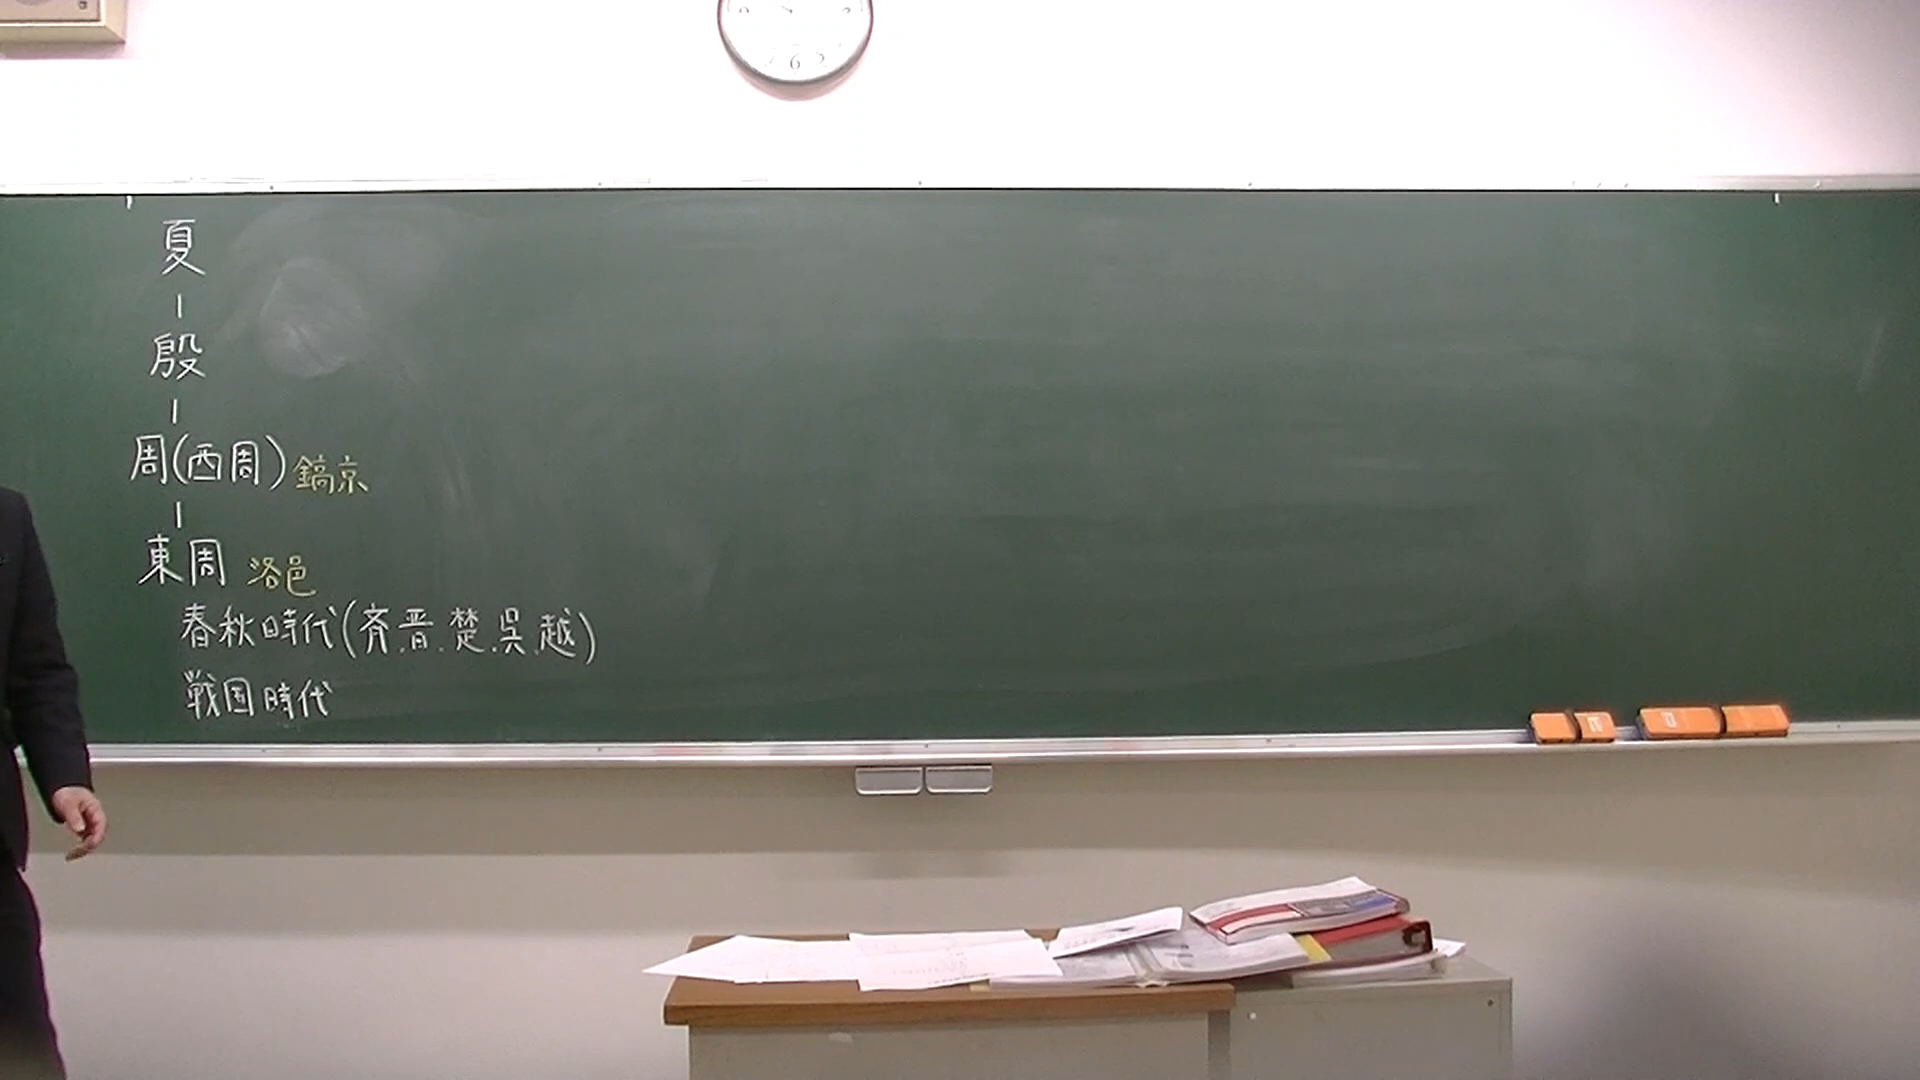 夏
殷
周(西周)鎬京
東周 洛邑
春秋時代(斉.晋.楚.呉.越)
戦国時代
6